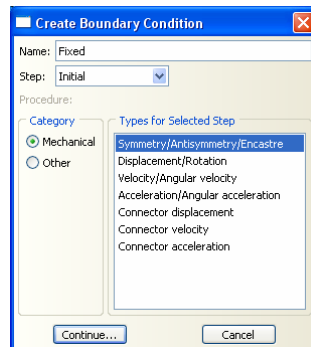 Create Boundary Condition
Name: Fixed
Step: Initial
Procedure:
Category
Types for Selected Step
Mechanical
Other
Symmetry/Antisymmetry/Encastre
Displacement/Rotation
Velocity/Angular velocity
Acceleration/Angular acceleration
Connector displacement
Connector velocity
Connector acceleration
Continue...
Cancel